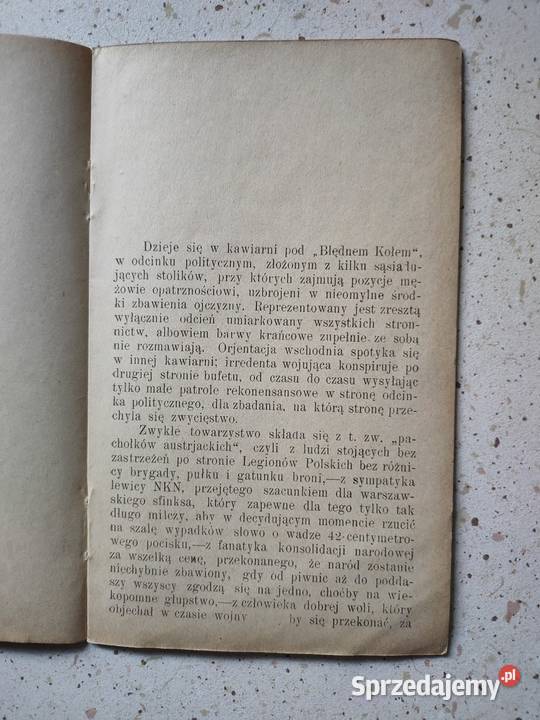 Dzieje się w kawiarni pod „Błędnem Kołem“,
w odcinku politycznym, złożonym z kilku sąsiadu-
jących stolików, przy których zajmują pozycje mę-
żowie opatrznościowi, uzbrojeni w nieomylne środ-
ki zbawienia ojczyzny. Reprezentowany jest zresztą
wyłącznie odcień umiarkowany wszystkich stron-
nictw, albowiem barwy krańcowe zupełnie ze sobą
nie rozmawiają. Orjentacja wschodnia spotyka się
w innej kawiarni; irredenta wojująca konspiruje po
drugiej stronie bufetu, od czasu do czasu wysyłając
tylko małe patrole rekonensansowe w stronę odcin-
ka politycznego, dla zbadania, na którą stronę prze-
chyla się zwycięstwo.
Zwykłe towarzystwo składa się z t. zw. „pa-
chołków austrjackich“, czyli z ludzi stojących bez
zastrzeżeń po stronie Legionów Polskich bez różni-
cy brygady, pułku i gatunku broni,—z sympatyka
lewicy NKN, przejętego szacunkiem dla warszaw-
skiego sfinksa, który zapewne dla tego tylko tak
długo milczy, aby w decydującym momencie rzucić
na szalę wypadków słowo o wadze 42-centymetro-
wego pocisku,—z fanatyka konsolidacji narodowej
za wszelką cenę, przekonanego, że naród zostanie
niechybnie zbawiony, gdy od piwnic aż do podda-
szy wszyscy zgodzą się na jedno, choćby na wie-
kopomne głupstwo,—z człowieka dobrej woli, który
objechał w czasie wojny by się przekonać, za
Sprzedajemy.pl